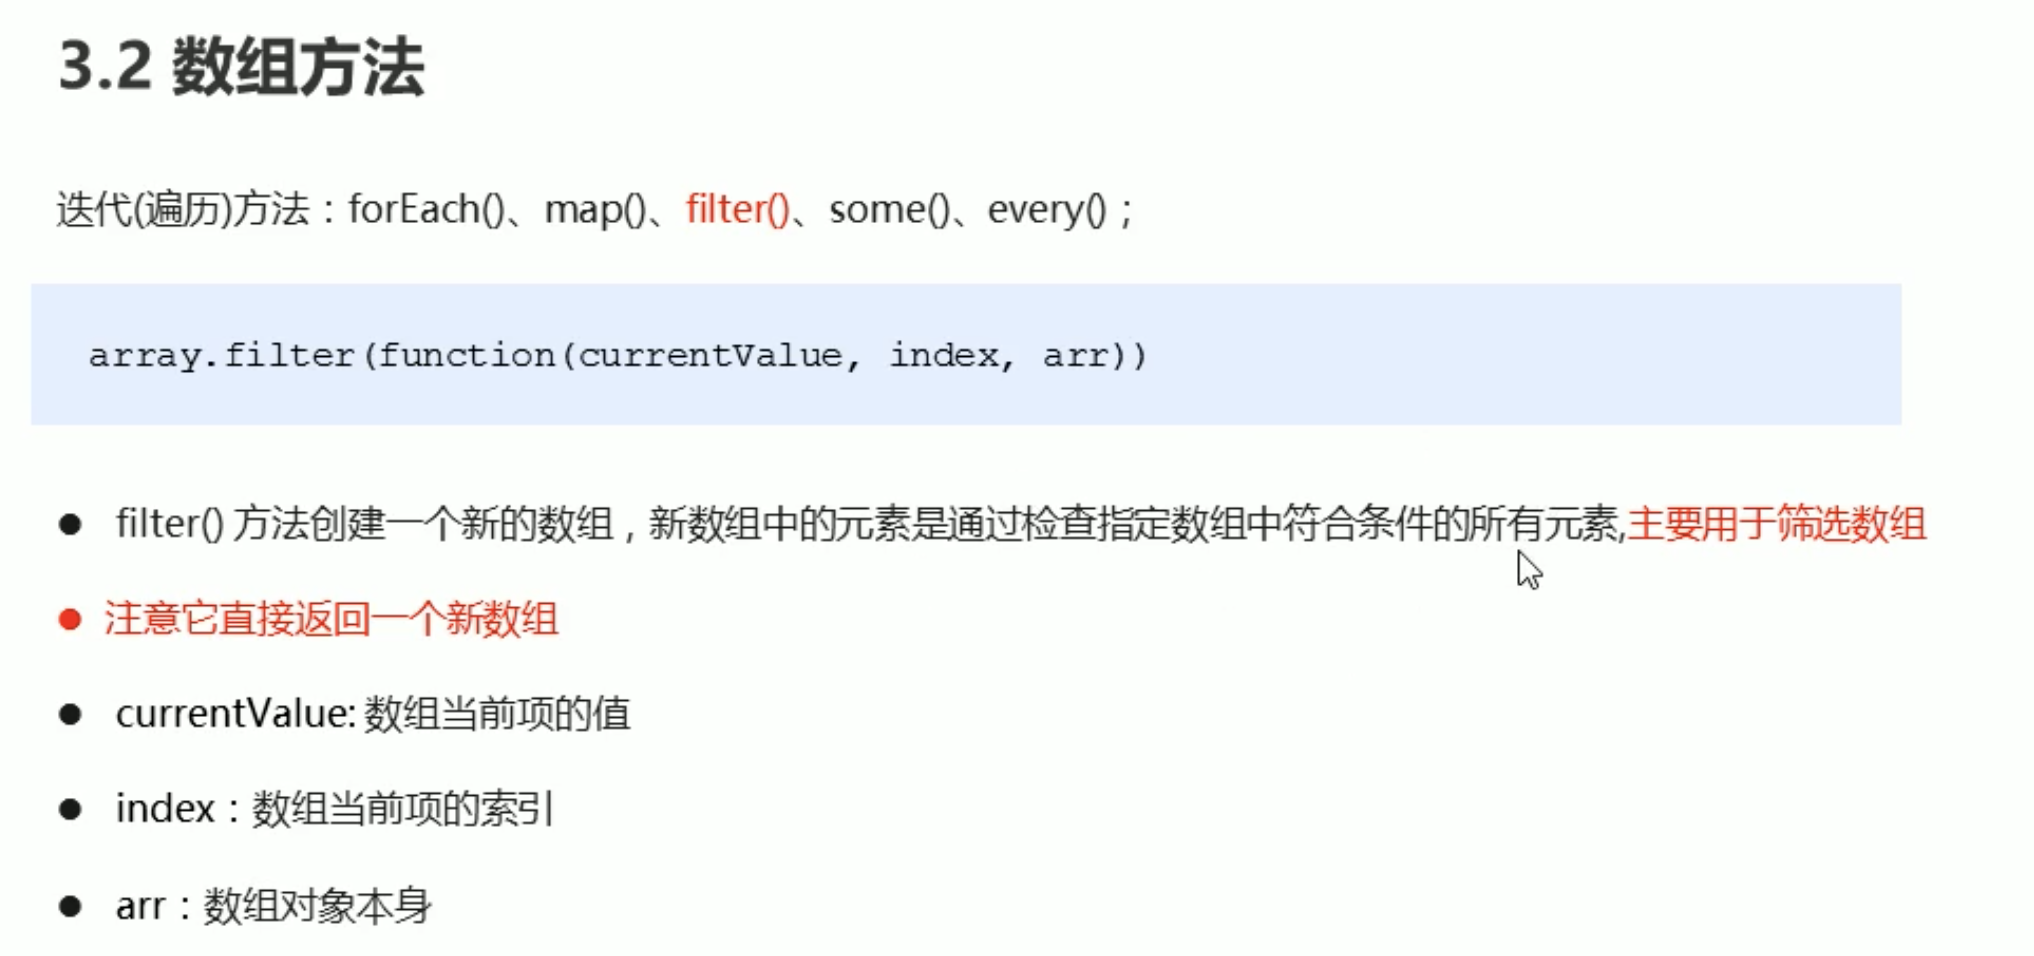 3.2 数组方法
迭代(遍历)方法：forEach()、map()、filter()、some()、every()；
array.filter(function(currentValue, index, arr))
● filter() 方法创建一个新的数组，新数组中的元素是通过检查指定数组中符合条件的所有元素,主要用于筛选数组
● 注意它直接返回一个新数组
● currentValue: 数组当前项的值
● index：数组当前项的索引
● arr：数组对象本身